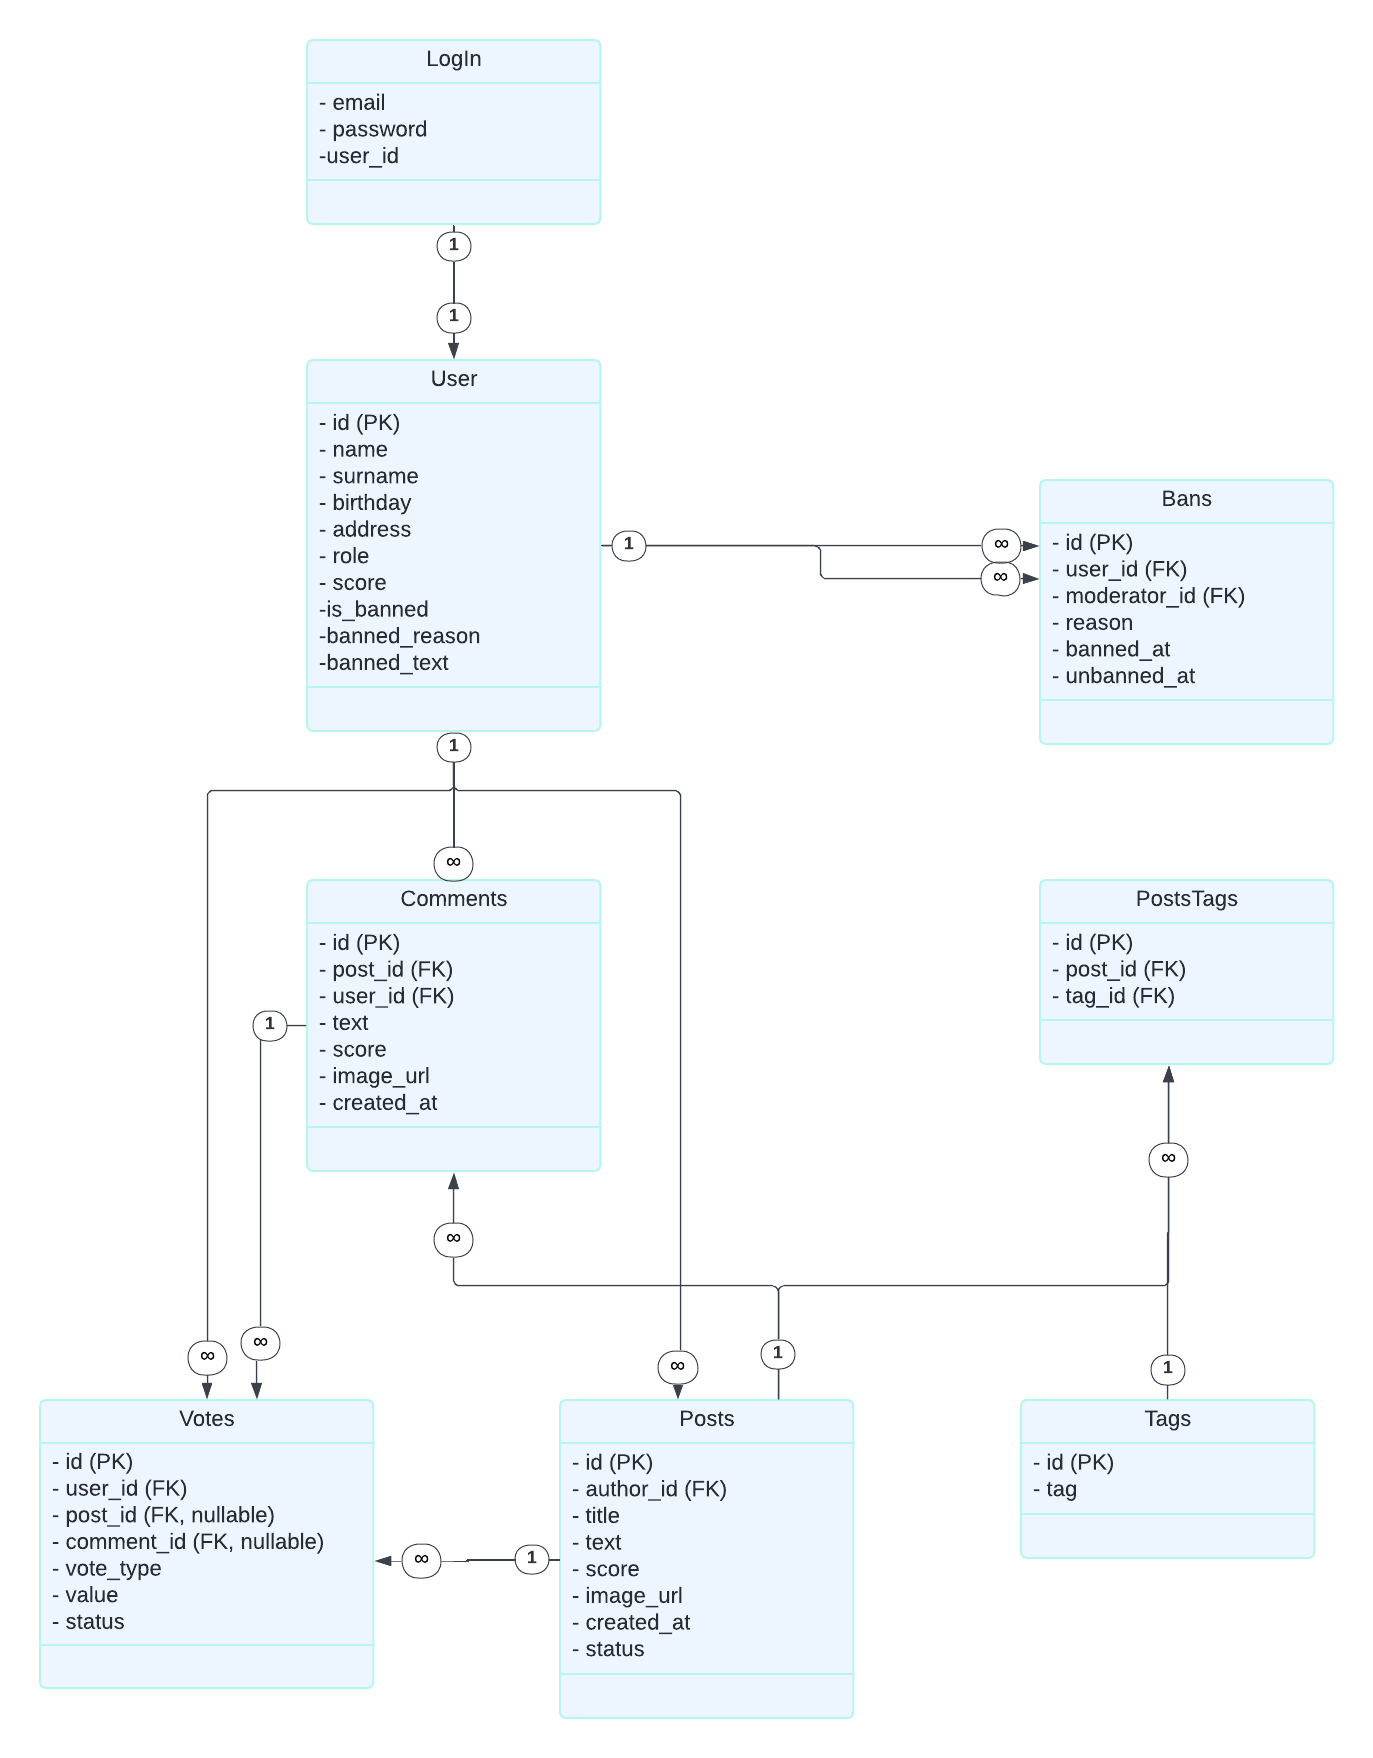 LogIn
- email
- password
-user_id
1
1
User
- id (PK)
- name
- surname
- birthday
- address
- role
- score
-is_banned
-banned_reason
-banned_text
1
∞
∞
Bans
- id (PK)
- user_id (FK)
- moderator_id (FK)
- reason
- banned_at
- unbanned_at
1
∞
Comments
- id (PK)
- post_id (FK)
- user_id (FK)
- text
- score
- image_url
- created_at
1
PostsTags
- id (PK)
- post_id (FK)
- tag_id (FK)
∞
∞
∞
∞
∞
1
1
Votes
- id (PK)
- user_id (FK)
- post_id (FK, nullable)
- comment_id (FK, nullable)
- vote_type
- value
- status
∞
1
Posts
- id (PK)
- author_id (FK)
- title
- text
- score
- image_url
- created_at
- status
Tags
- id (PK)
- tag